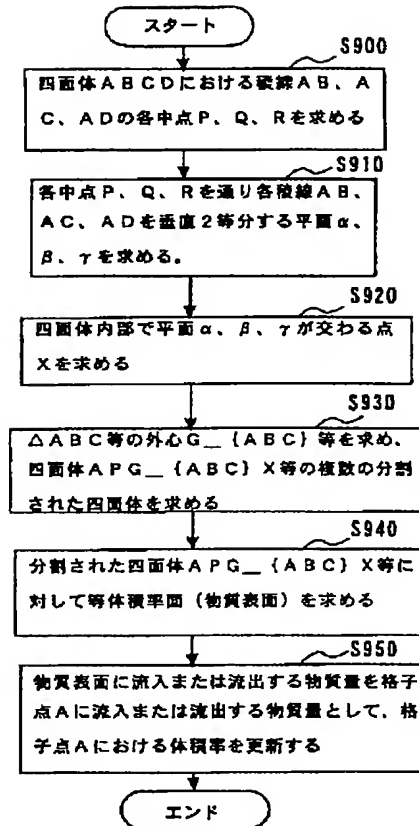 スタート
S900
四面体ABCDにおける稜線AB、A
C、ADの各中点P、Q、Rを求める
S910
各中点P、Q、Rを通り各稜線AB、
AC、ADを垂直2等分する平面α、
β、γを求める。
S920
四面体内部で平面α、β、γが交わる点
Xを求める
S930
△ABC等の外心G＿{ABC}等を求め、
四面体APG＿{ABC}X等の複数の分割
された四面体を求める
S940
分割された四面体APG＿{ABC}X等に
対して等体積率面（物質表面）を求める
S950
物質表面に流入または流出する物質量を格子
点Aに流入または流出する物質量として、格
子点Aにおける体積率を更新する
エンド